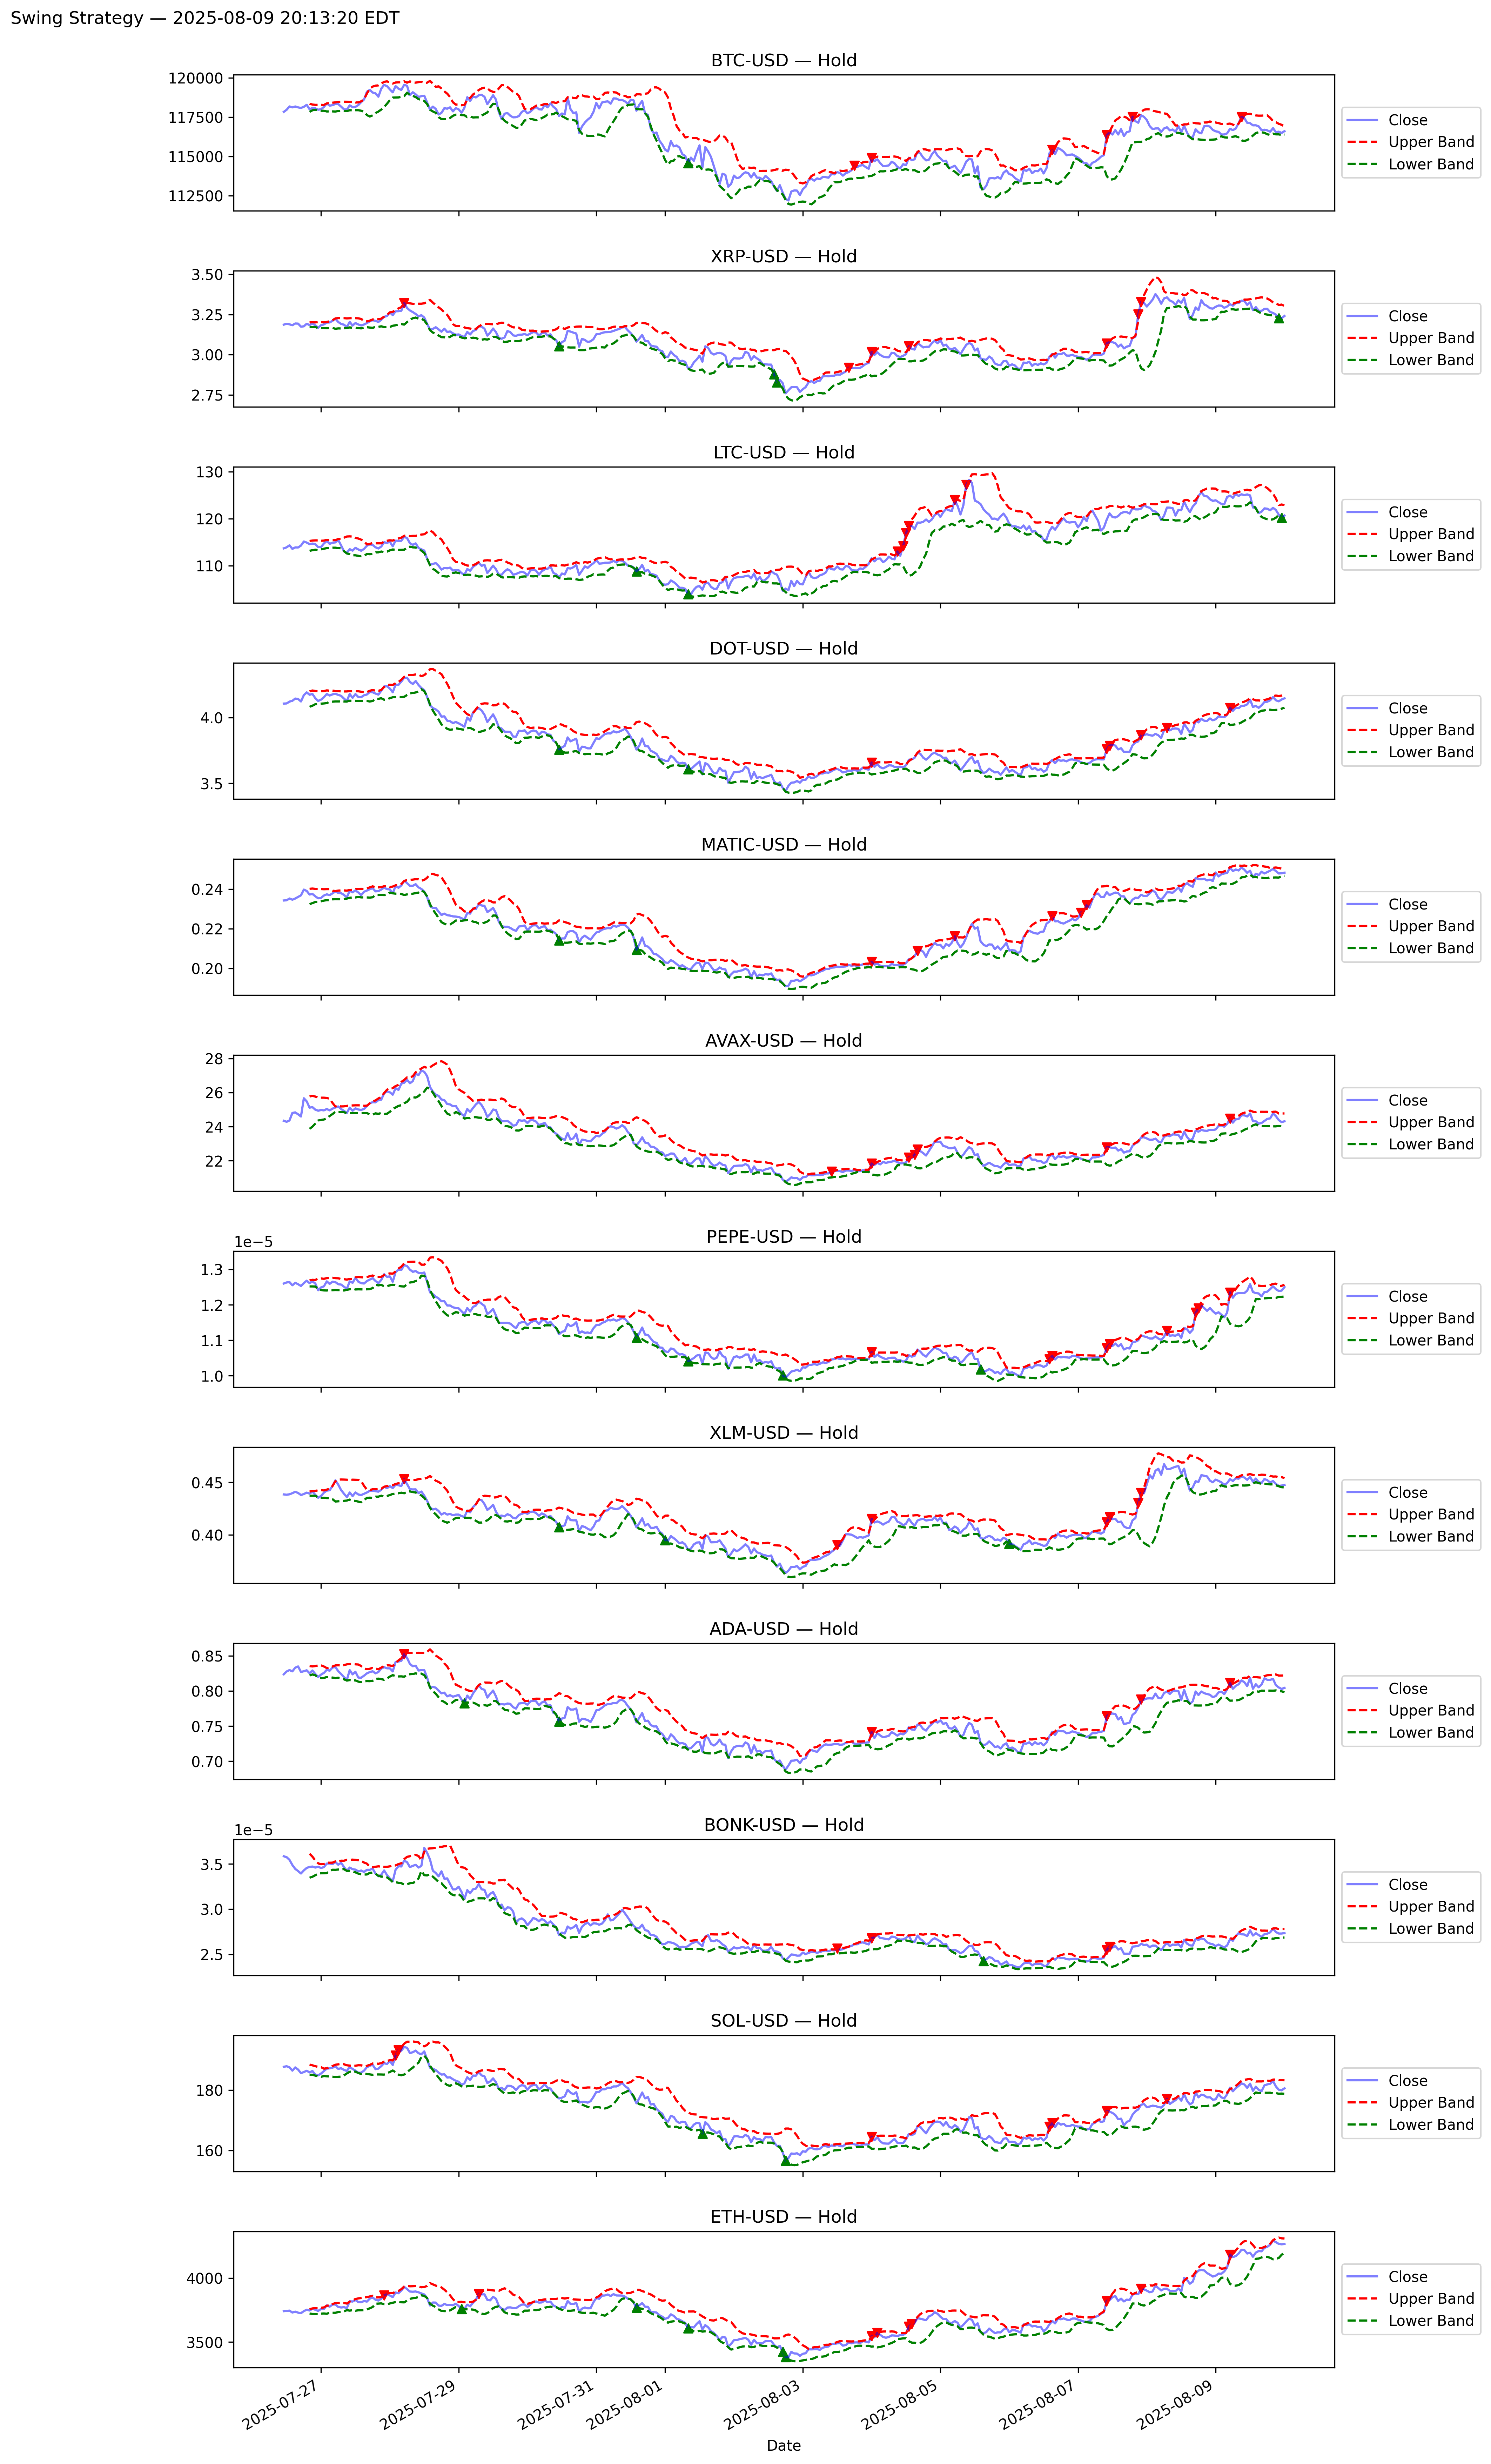 Swing Strategy — 2025-08-09 20:13:20 EDT
BTC-USD — Hold
120000
117500
115000
112500
Close
Upper Band
Lower Band
XRP-USD — Hold
3.50
3.25
3.00
2.75
Close
Upper Band
Lower Band
LTC-USD — Hold
130
120
110
Close
Upper Band
Lower Band
DOT-USD — Hold
4.0
3.5
Close
Upper Band
Lower Band
MATIC-USD — Hold
0.24
0.22
0.20
Close
Upper Band
Lower Band
AVAX-USD — Hold
28
26
24
22
Close
Upper Band
Lower Band
PEPE-USD — Hold
1e−5
1.3
1.2
1.1
1.0
Close
Upper Band
Lower Band
XLM-USD — Hold
0.45
0.40
Close
Upper Band
Lower Band
ADA-USD — Hold
0.85
0.80
0.75
0.70
Close
Upper Band
Lower Band
BONK-USD — Hold
1e−5
3.5
3.0
2.5
Close
Upper Band
Lower Band
SOL-USD — Hold
180
160
Close
Upper Band
Lower Band
ETH-USD — Hold
4000
3500
Close
Upper Band
Lower Band
2025-07-27
2025-07-29
2025-07-31
2025-08-01
2025-08-03
2025-08-05
2025-08-07
2025-08-09
Date